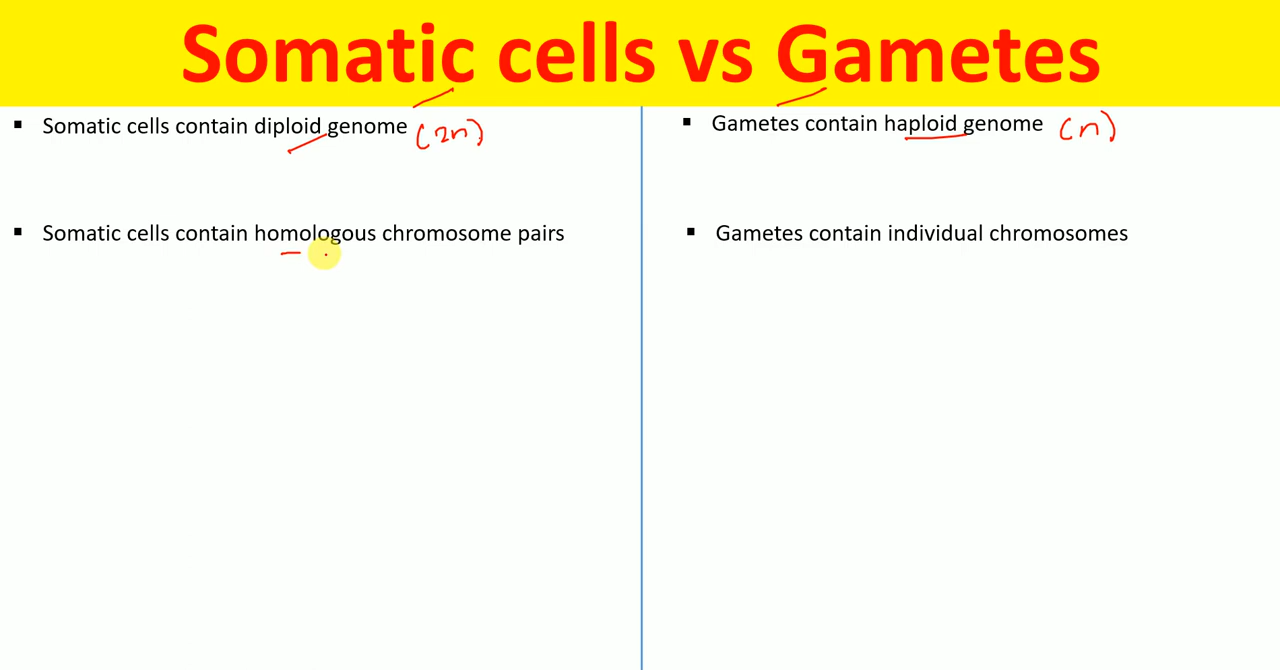 Somatic cells vs Gametes
▪ Somatic cells contain diploid genome (2n)
▪ Somatic cells contain homologous chromosome pairs
▪ Gametes contain haploid genome (n)
▪ Gametes contain individual chromosomes